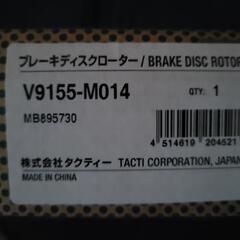 ブレーキディスクローター / BRAKE DISC ROTOR
V9155-M014
QTY: 1
MB895730
4 514619 204521
株式会社タクティー TACTI CORPORATION, JAPAN
MADE IN CHINA